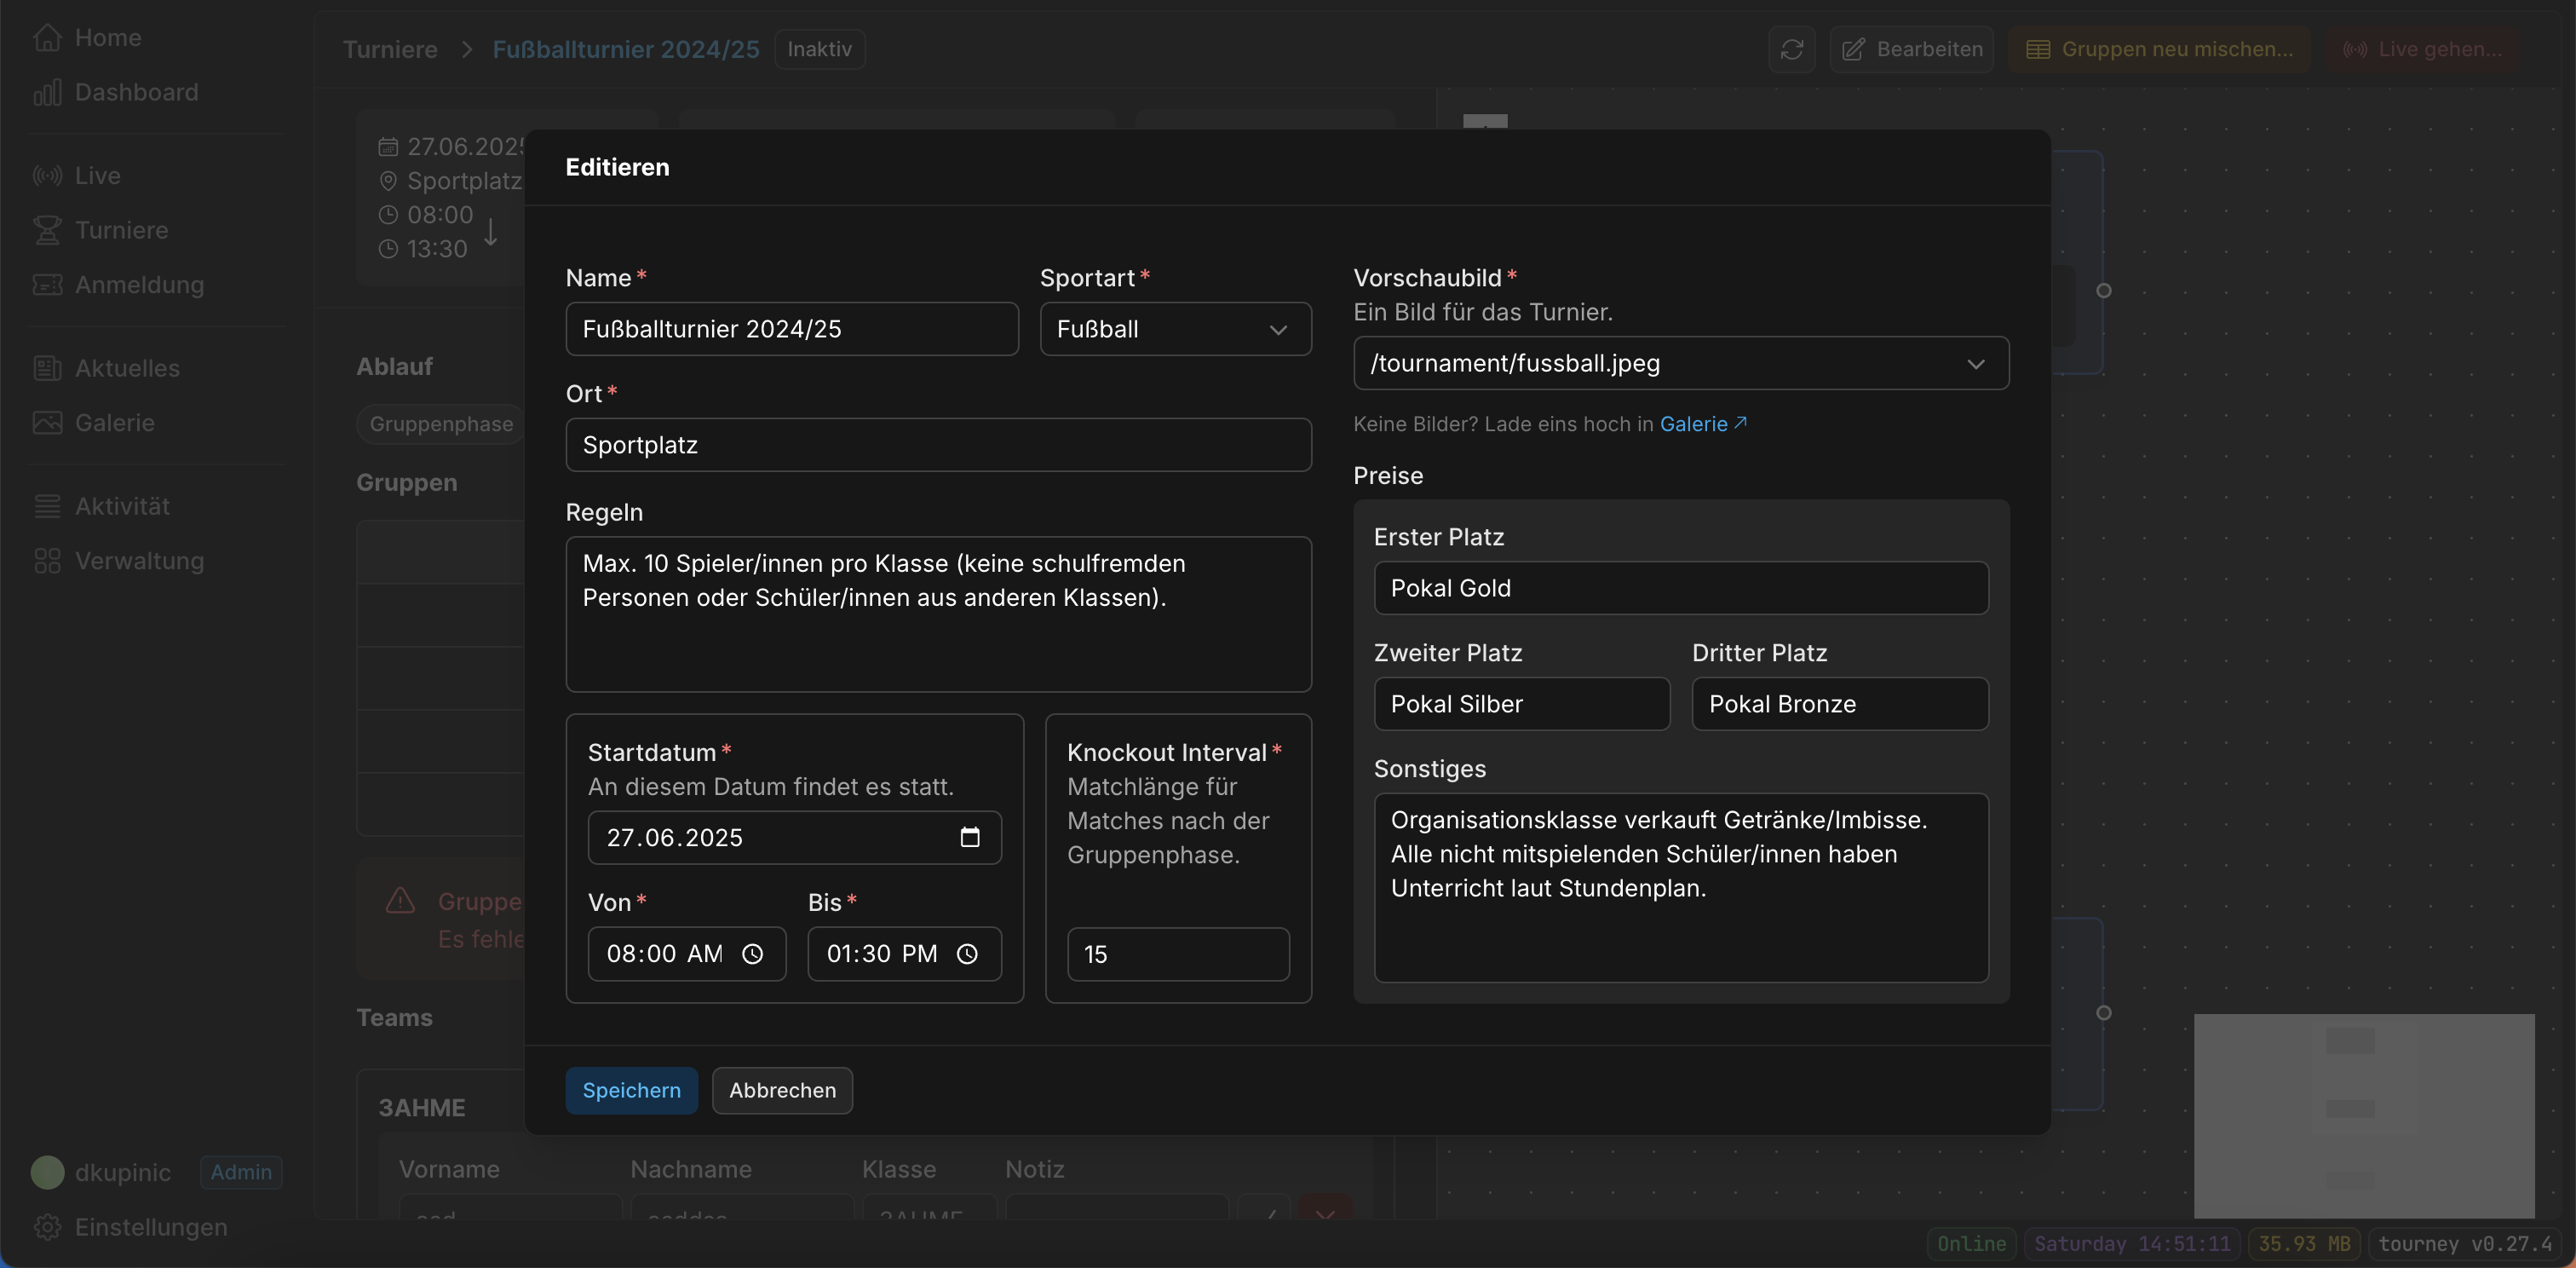 Home
Dashboard
Live
Turniere
Anmeldung
Aktuelles
Galerie
Aktivität
Verwaltung
dkupinic Admin
Einstellungen
Turniere > Fußballturnier 2024/25 Inaktiv
Bearbeiten Gruppen neu mischen... Live gehen...
27.06.2025
Sportplatz
08:00
13:30
Ablauf
Gruppenphase
Gruppen
Gruppe
Es fehle
Teams
3AHME
Vorname Nachname Klasse Notiz
3AHME
Editieren
Name*
Fußballturnier 2024/25
Sportart*
Fußball
Ort*
Sportplatz
Regeln
Max. 10 Spieler/innen pro Klasse (keine schulfremden
Personen oder Schüler/innen aus anderen Klassen).
Startdatum*
An diesem Datum findet es statt.
27.06.2025
Von*
08:00 AM
Bis*
01:30 PM
Knockout Interval*
Matchlänge für
Matches nach der
Gruppenphase.
15
Vorschaubild*
Ein Bild für das Turnier.
/tournament/fussball.jpeg
Keine Bilder? Lade eins hoch in Galerie ↗
Preise
Erster Platz
Pokal Gold
Zweiter Platz
Pokal Silber
Dritter Platz
Pokal Bronze
Sonstiges
Organisationsklasse verkauft Getränke/Imbisse.
Alle nicht mitspielenden Schüler/innen haben
Unterricht laut Stundenplan.
Speichern Abbrechen
Online Saturday 14:51:11 35.93 MB tourney v0.27.4